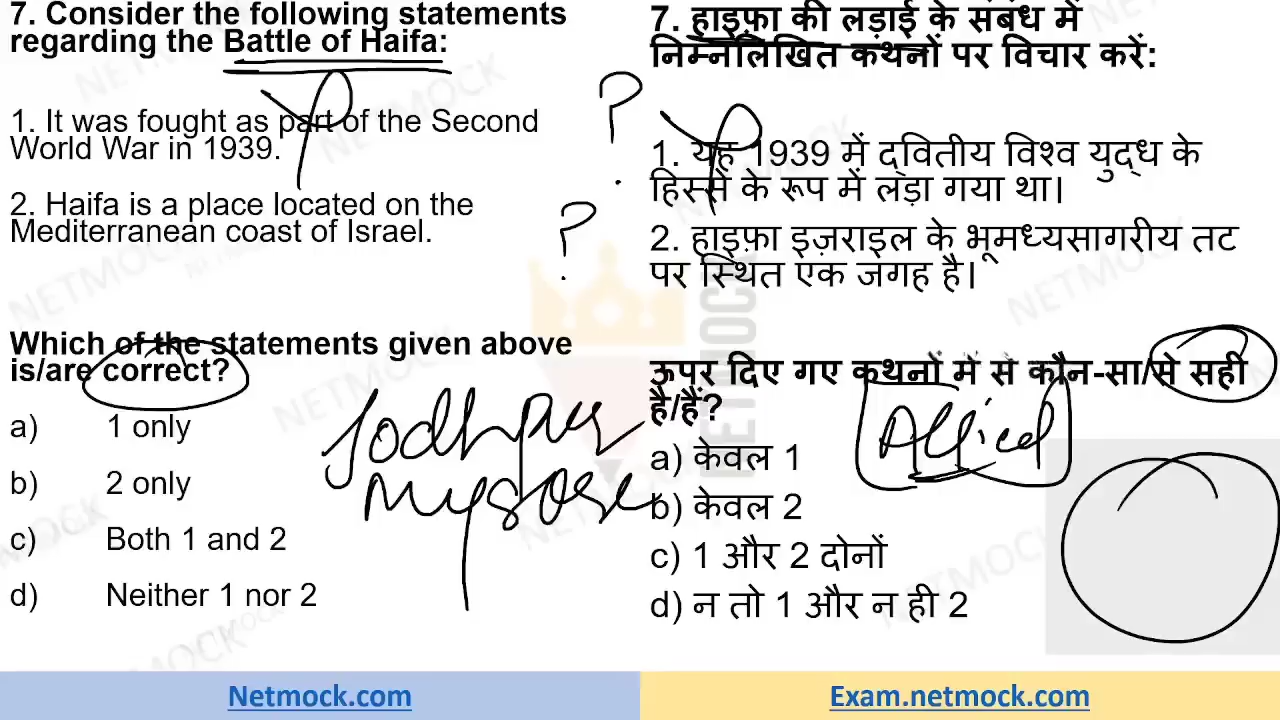 7. Consider the following statements
regarding the Battle of Haifa:
1. It was fought as part of the Second
World War in 1939.
2. Haifa is a place located on the
Mediterranean coast of Israel.
Which of the statements given above
is/are correct?
a) 1 only
b) 2 only
c) Both 1 and 2
d) Neither 1 nor 2
Jodhpur
Mysore
7. हाइफ़ा की लड़ाई के संबंध में
निम्नलिखित कथनों पर विचार करें:
?
1. यह 1939 में द्वितीय विश्व युद्ध के
हिस्से के रूप में लड़ा गया था।
?
2. हाइफ़ा इज़राइल के भूमध्यसागरीय तट
पर स्थित एक जगह है।
ऊपर दिए गए कथनों में से कौन-सा/से सही
है/हैं?
Allied
a) केवल 1
b) केवल 2
c) 1 और 2 दोनों
d) न तो 1 और न ही 2
NETMOCK
Netmock.com
Exam.netmock.com